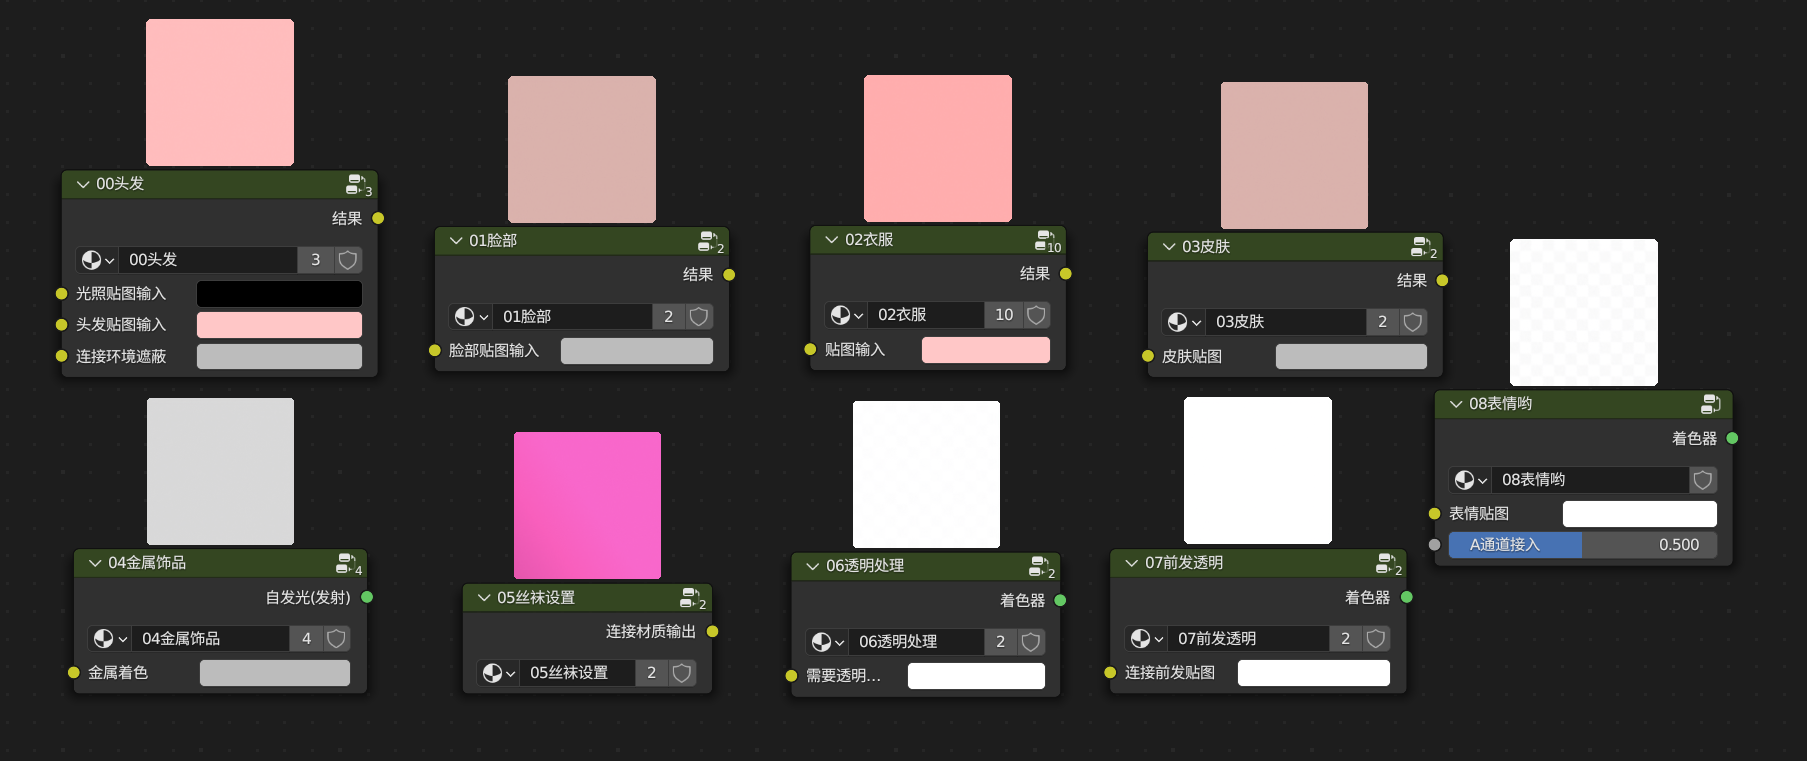 00头发
3
结果
00头发
3
光照贴图输入
头发贴图输入
连接环境遮蔽
01脸部
2
结果
01脸部
2
脸部贴图输入
02衣服
10
结果
02衣服
10
贴图输入
03皮肤
2
结果
03皮肤
2
皮肤贴图
04金属饰品
4
自发光(发射)
04金属饰品
4
金属着色
05丝袜设置
2
连接材质输出
05丝袜设置
2
06透明处理
2
着色器
06透明处理
2
需要透明…
07前发透明
2
着色器
07前发透明
2
连接前发贴图
08表情哟
着色器
08表情哟
表情贴图
A通道接入 0.500